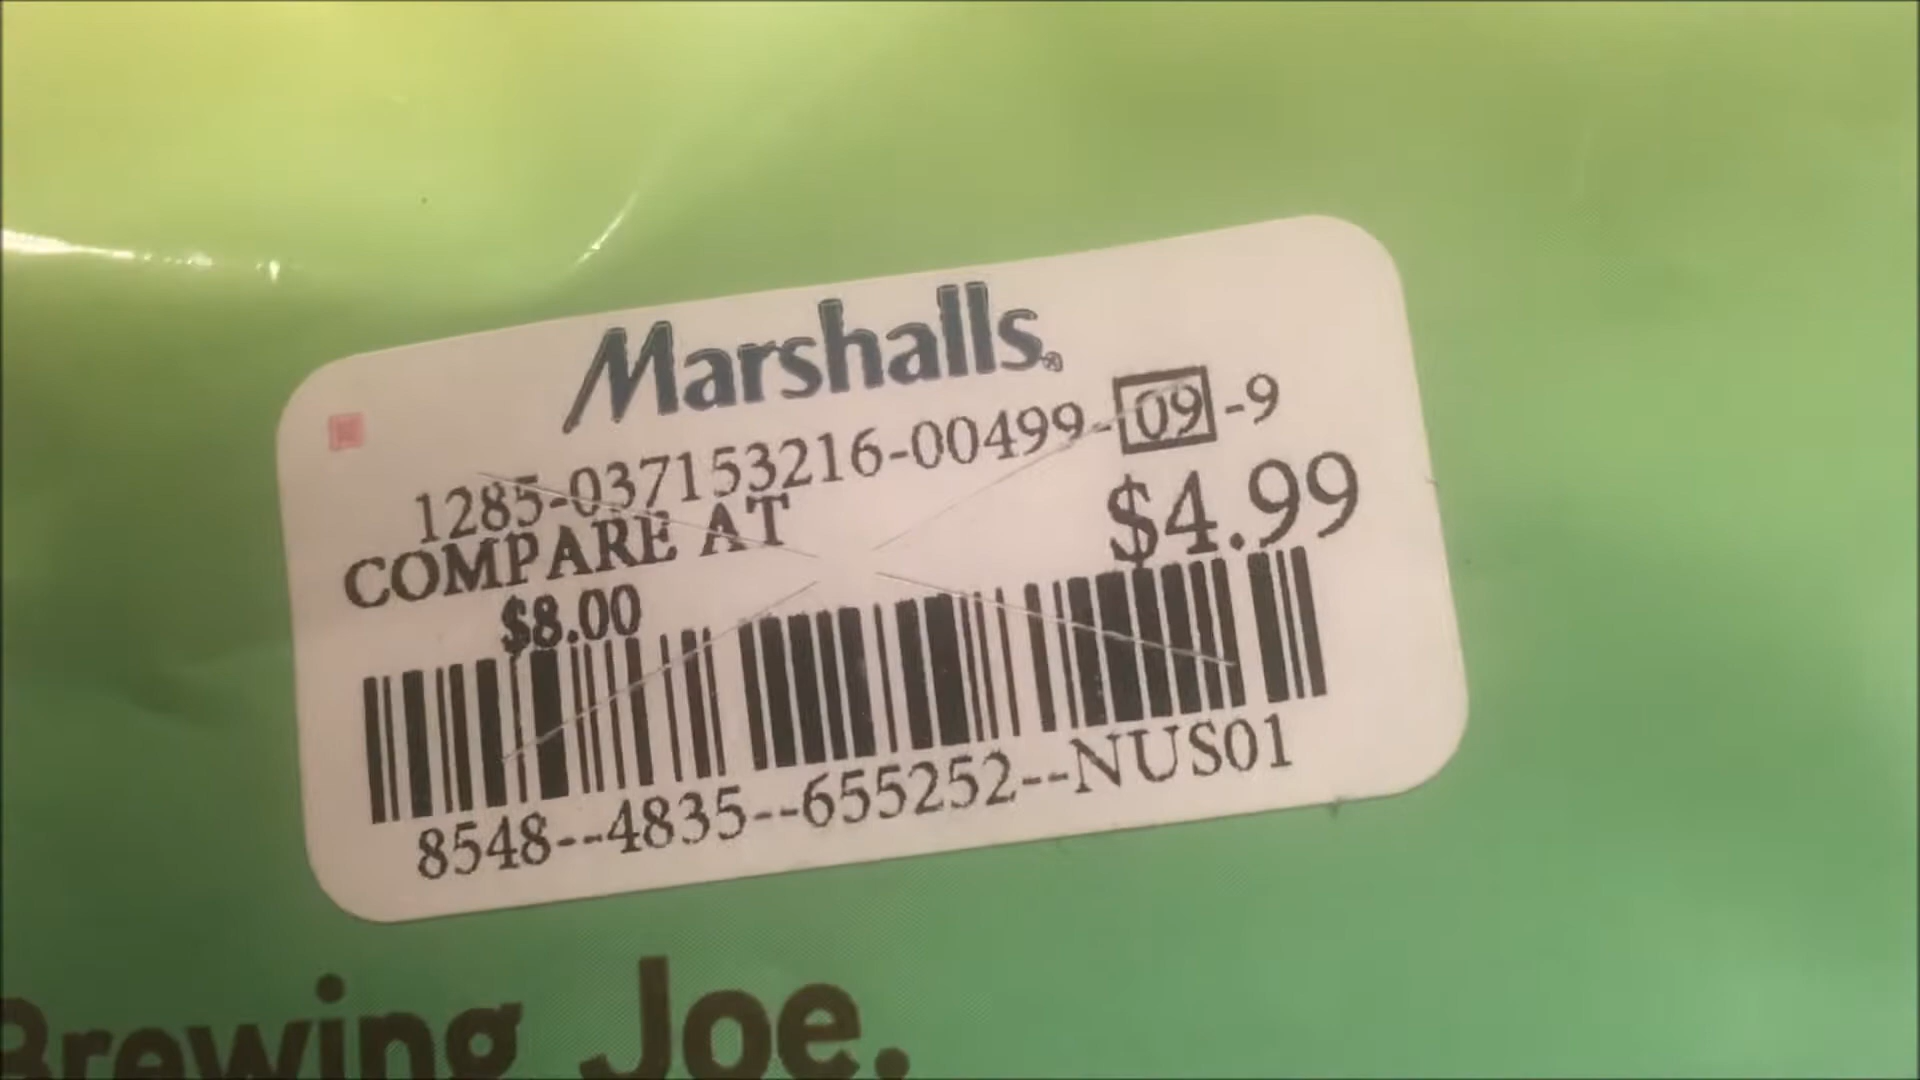 Marshalls®
1285-037153216-00499-09-9
COMPARE AT
$4.99
$8.00
8548--4835--655252--NUS01
Brewing Joe.